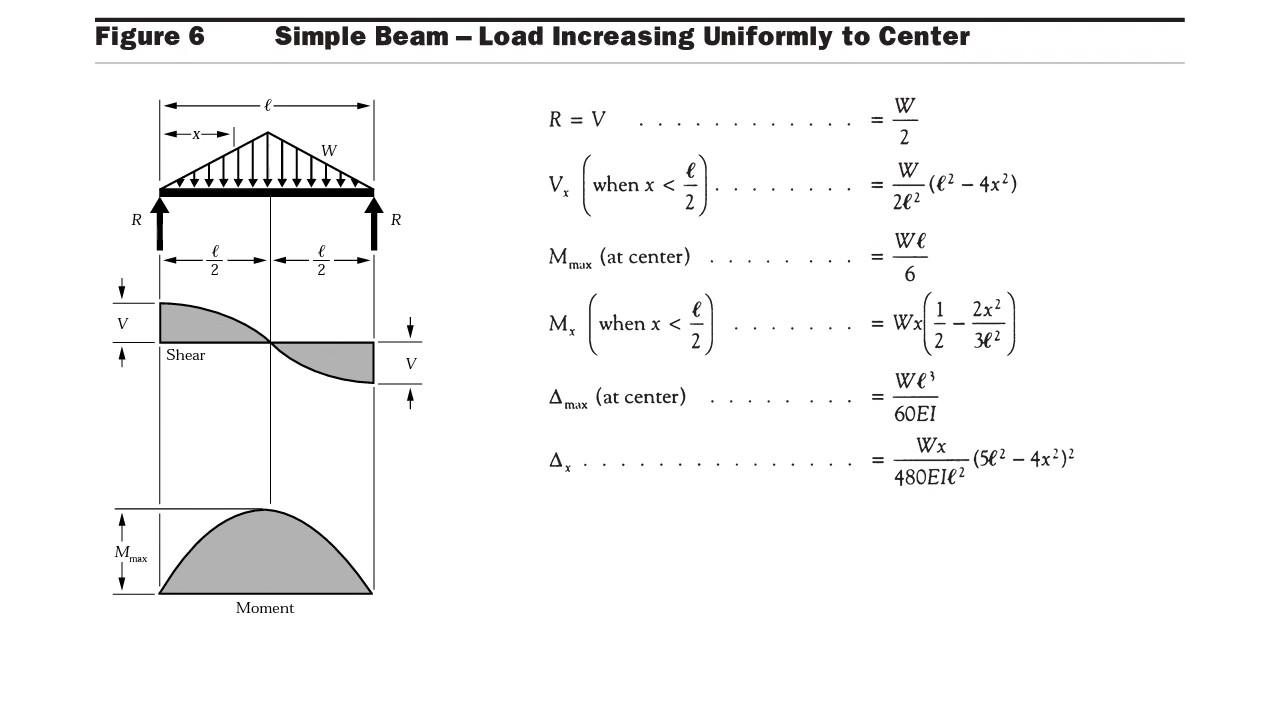 Figure 6 Simple Beam – Load Increasing Uniformly to Center
ℓ
x
W
R
R
ℓ/2
ℓ/2
V
Shear
V
M_max
Moment
R = V . . . . . . . . . . . . = W/2
V_x (when x < ℓ/2) . . . . . . . . = W/2ℓ² (ℓ² – 4x²)
M_max (at center) . . . . . . . . = Wℓ/6
M_x (when x < ℓ/2) . . . . . . . = Wx(1/2 – 2x²/3ℓ²)
Δ_max (at center) . . . . . . . . = Wℓ³/60EI
Δ_x . . . . . . . . . . . . . . . = Wx/480EIℓ² (5ℓ² – 4x²)²